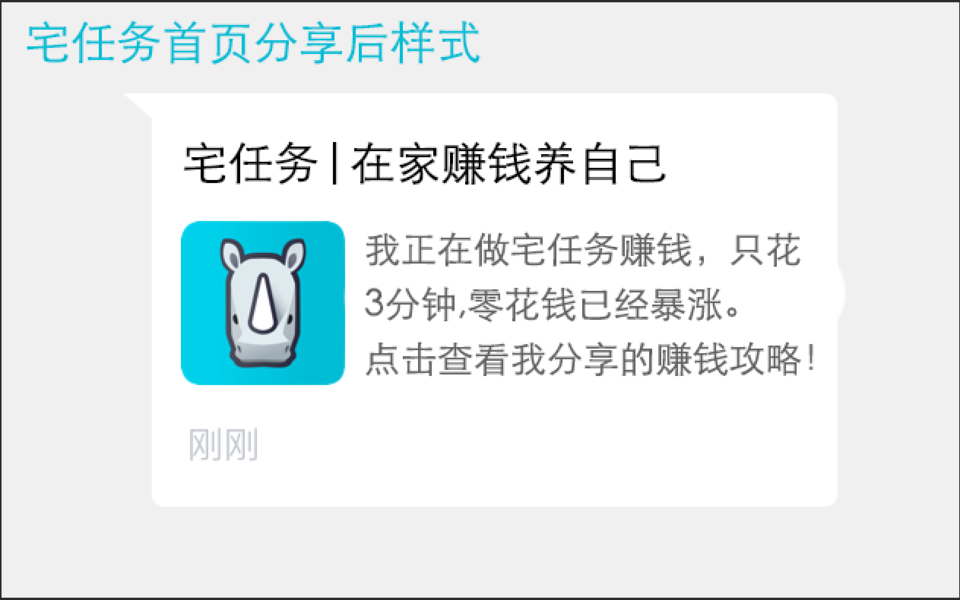 宅任务首页分享后样式
宅任务|在家赚钱养自己
我正在做宅任务赚钱，只花
3分钟,零花钱已经暴涨。
点击查看我分享的赚钱攻略!
刚刚